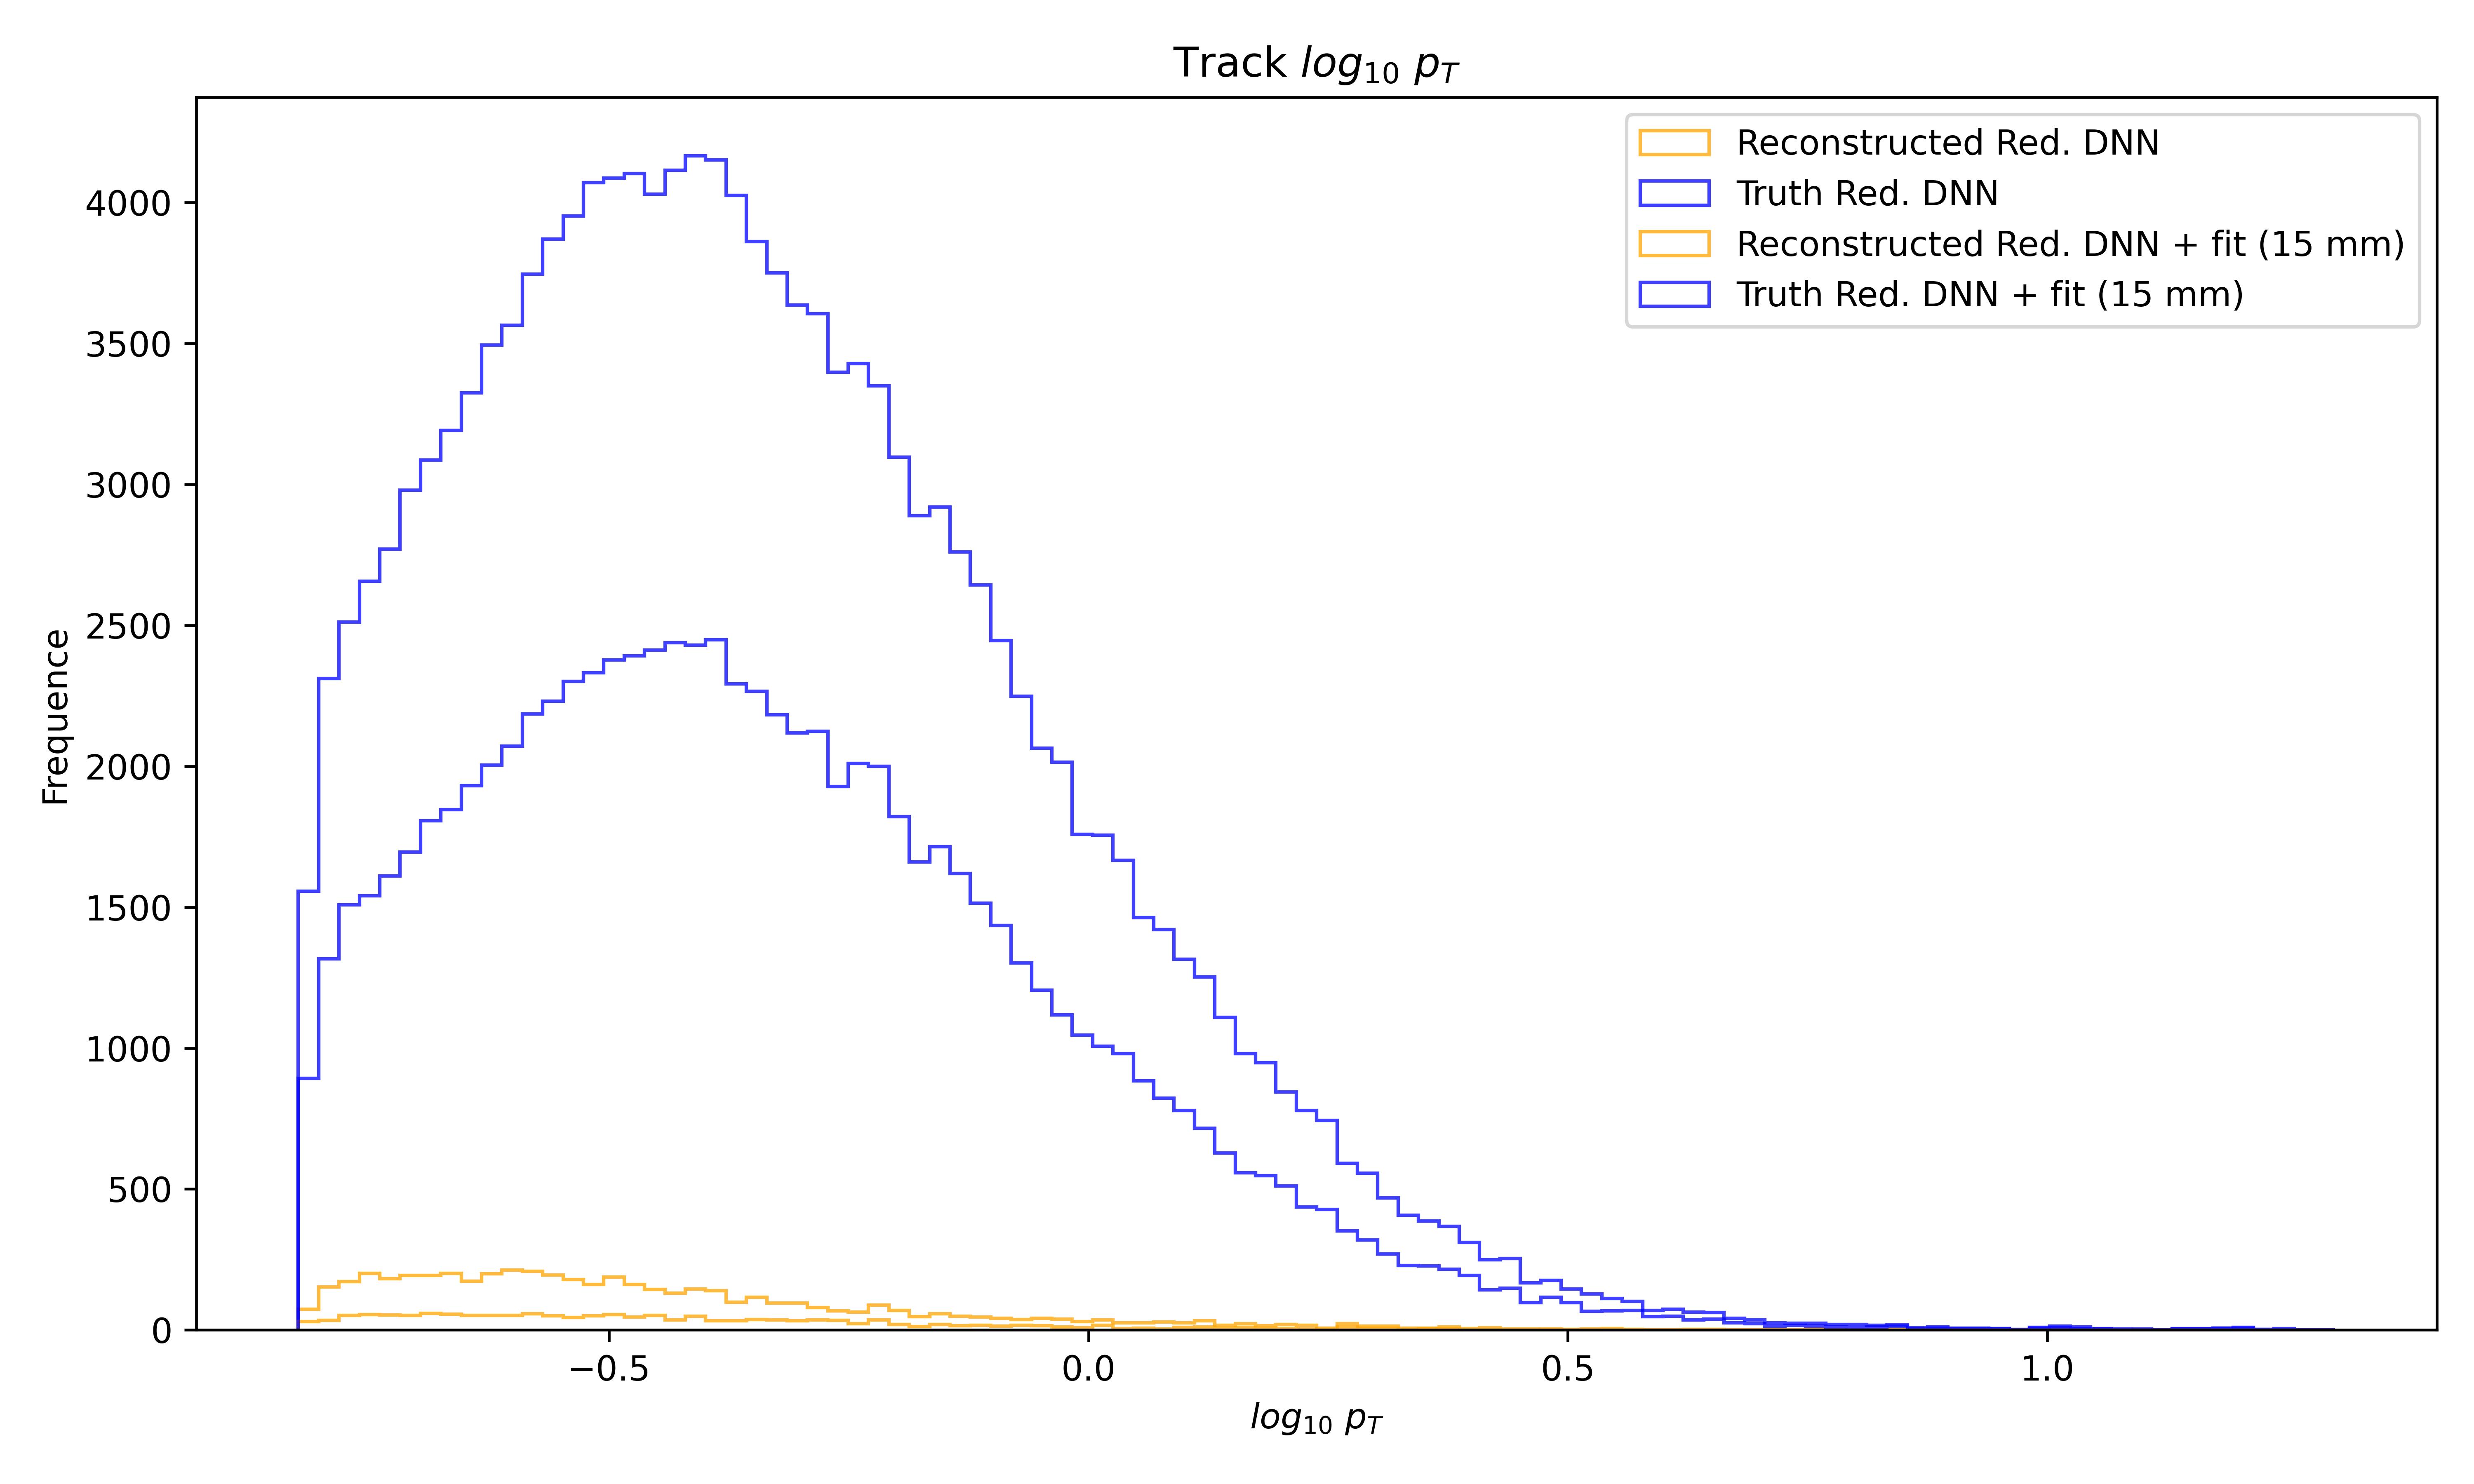 Track log₁₀ p_T
Reconstructed Red. DNN
Truth Red. DNN
Reconstructed Red. DNN + fit (15 mm)
Truth Red. DNN + fit (15 mm)
Frequence
4000
3500
3000
2500
2000
1500
1000
500
0
−0.5
0.0
0.5
1.0
log₁₀ p_T